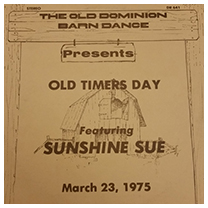 STEREO
THE OLD DOMINION
BARN DANCE
Presents
OLD TIMERS DAY
Featuring
SUNSHINE SUE
March 23, 1975